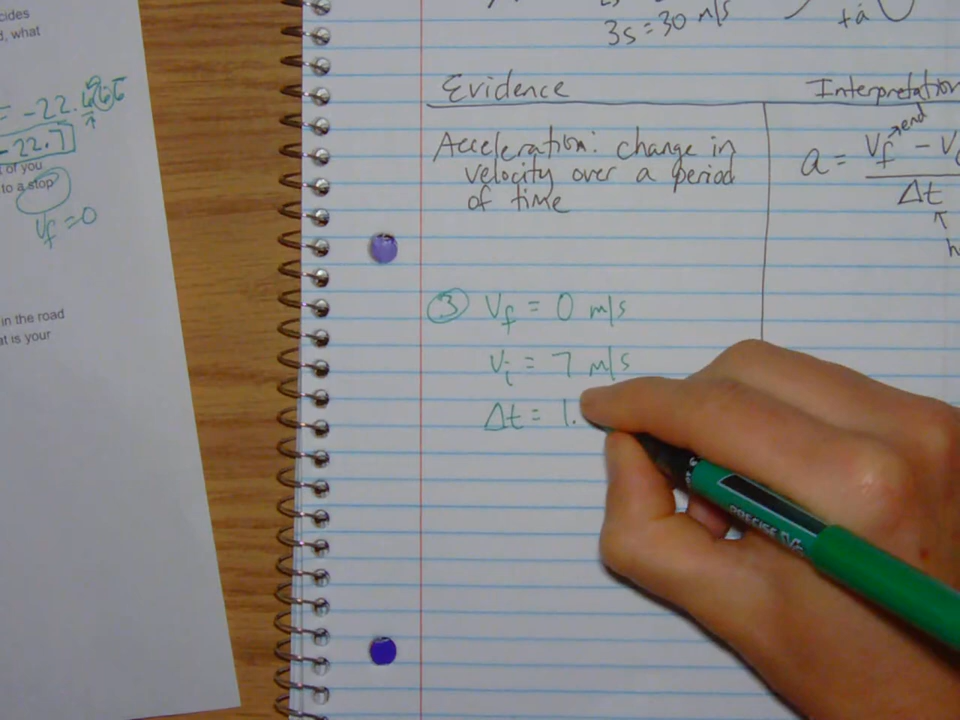 cides
d, what
= -22.
-22.7
t of you
to a stop
vf = 0
in the road
at is your
3s = 30 m/s
+a
Evidence
Interpretation
Acceleration: change in
velocity over a period
of time
end
a = Vf - V
Δt
h
③ Vf = 0 m/s
Vi = 7 m/s
Δt = 1.
PRECISE V5